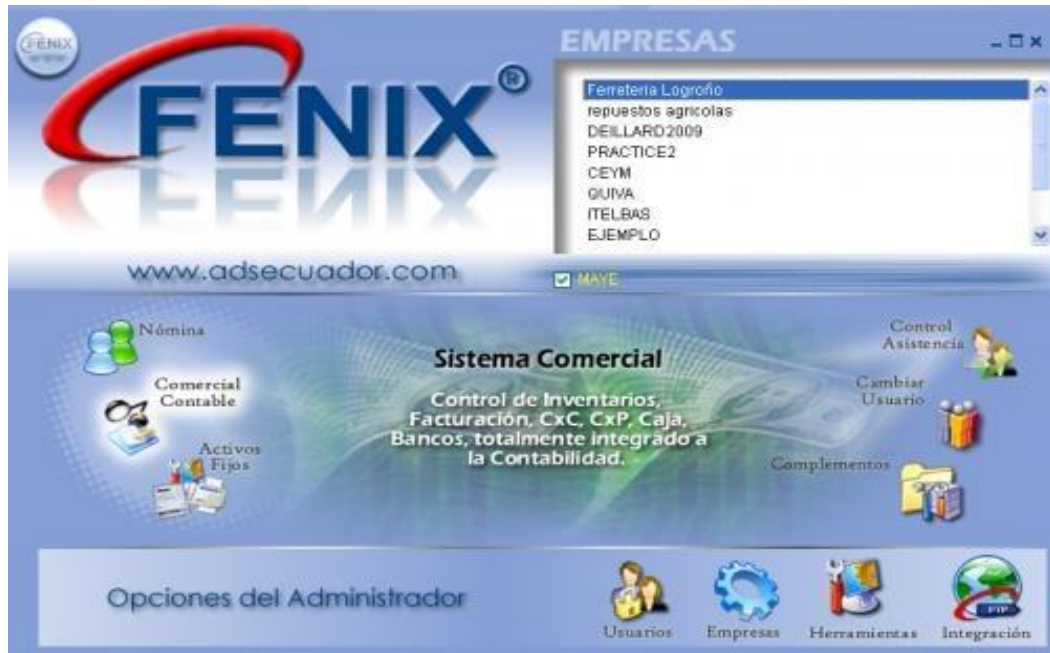 FENIX
FENIX®
www.adsecuador.com
EMPRESAS
Ferreteria Logroño
repuestos agricolas
DEILLARD2009
PRACTICE2
CEYM
QUIVA
ITELBAS
EJEMPLO
MAYE
Nómina
Comercial
Contable
Activos
Fijos
Sistema Comercial
Control de Inventarios,
Facturación, CxC, CxP, Caja,
Bancos, totalmente integrado a
la Contabilidad.
Control
Asistencia
Cambiar
Usuario
Complementos
Opciones del Administrador
Usuarios
Empresas
Herramientas
Integración
FTP